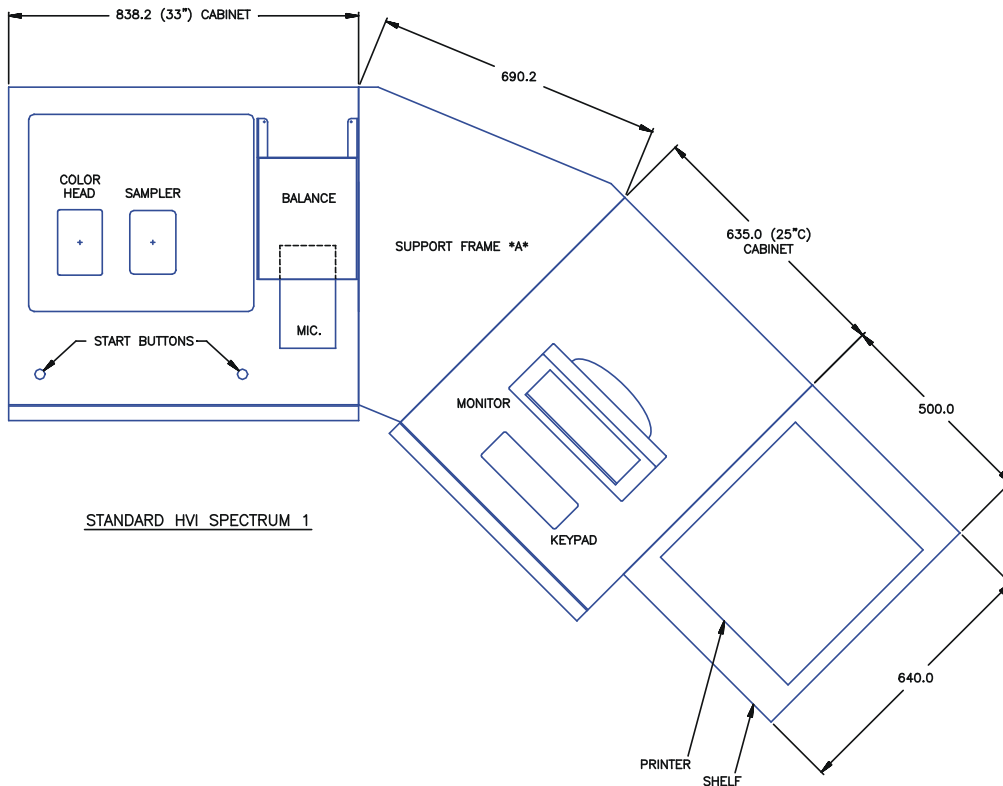 838.2 (33") CABINET
690.2
COLOR
HEAD
SAMPLER
BALANCE
SUPPORT FRAME *A*
635.0 (25"C)
CABINET
MIC.
START BUTTONS
MONITOR
500.0
STANDARD HVI SPECTRUM 1
KEYPAD
640.0
PRINTER
SHELF